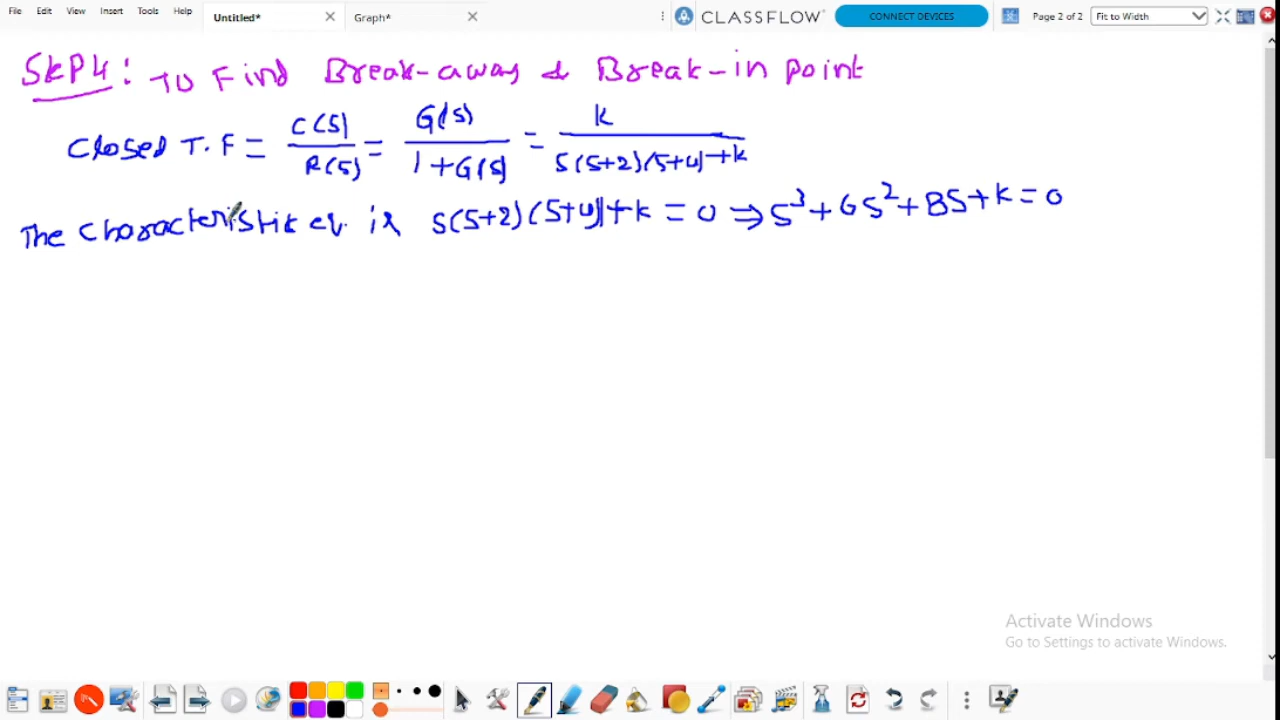 File Edit View Insert Tools Help Untitled* Graph* CLASSFLOW CONNECT DEVICES Page 2 of 2 Fit to Width
Step4: To Find Break-away & Break-in point
Closed T.F = C(S)/R(S) = G(S)/1+G(S) = K/S(S+2)(S+4)+K
The Characteristik eq. is S(S+2)(S+4)+K = 0 ⇒ S³+6S²+8S+K=0
Activate Windows
Go to Settings to activate Windows.